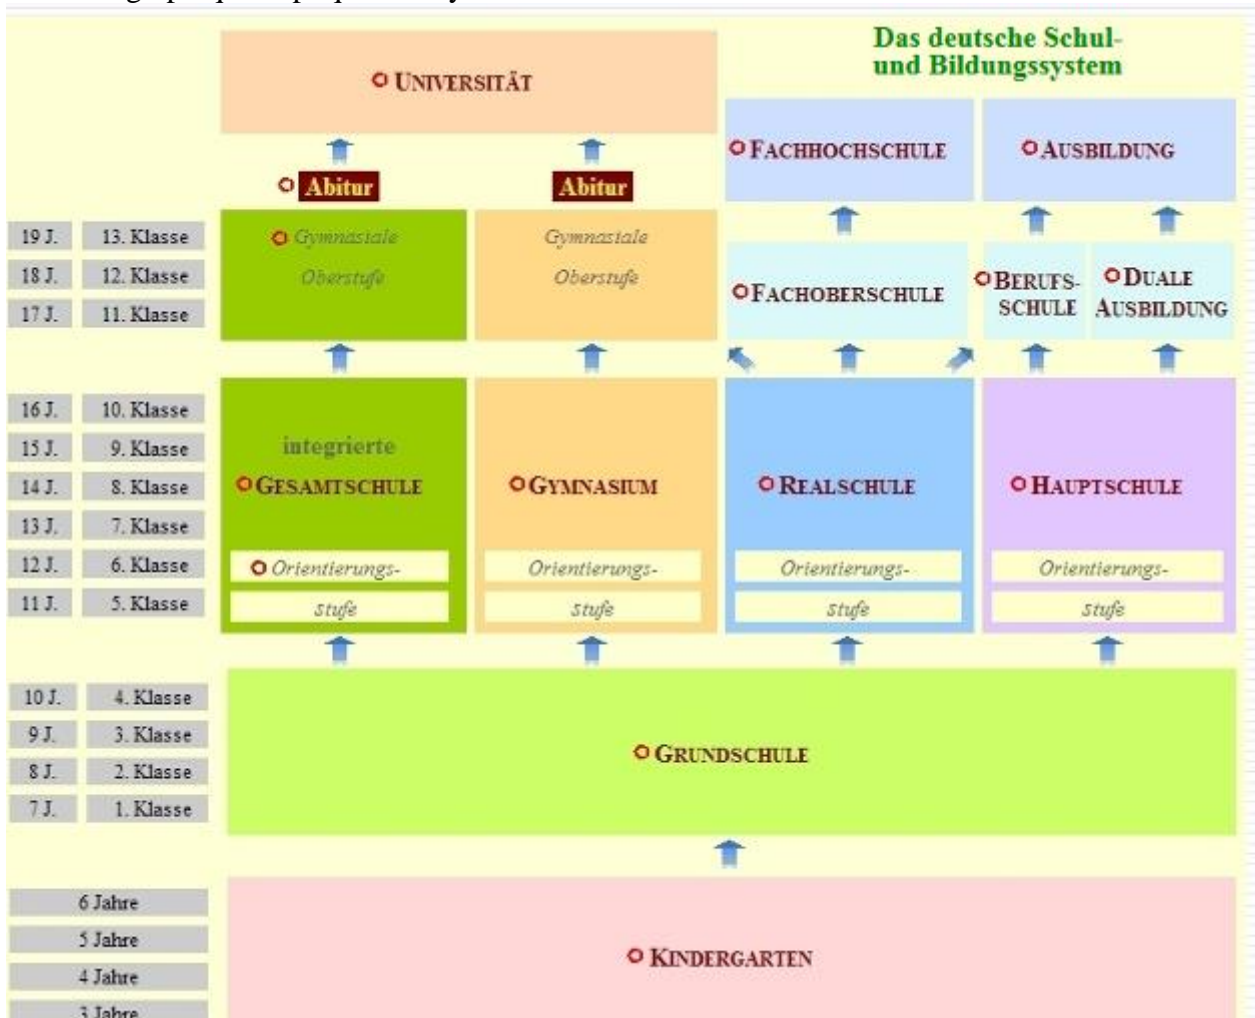 Das deutsche Schul-
und Bildungssystem
UNIVERSITÄT
FACHHOCHSCHULE
AUSBILDUNG
Abitur
Abitur
19 J. 13. Klasse
18 J. 12. Klasse
17 J. 11. Klasse
Gymnasiale
Oberstufe
Gymnasiale
Oberstufe
FACHOBERSCHULE
BERUFS-
SCHULE
DUALE
AUSBILDUNG
16 J. 10. Klasse
15 J. 9. Klasse
14 J. 8. Klasse
13 J. 7. Klasse
12 J. 6. Klasse
11 J. 5. Klasse
integrierte
GESAMTSCHULE
GYMNASIUM
REALSCHULE
HAUPTSCHULE
Orientierungs-
stufe
Orientierungs-
stufe
Orientierungs-
stufe
Orientierungs-
stufe
10 J. 4. Klasse
9 J. 3. Klasse
8 J. 2. Klasse
7 J. 1. Klasse
GRUNDSCHULE
6 Jahre
5 Jahre
4 Jahre
3 Jahre
KINDERGARTEN